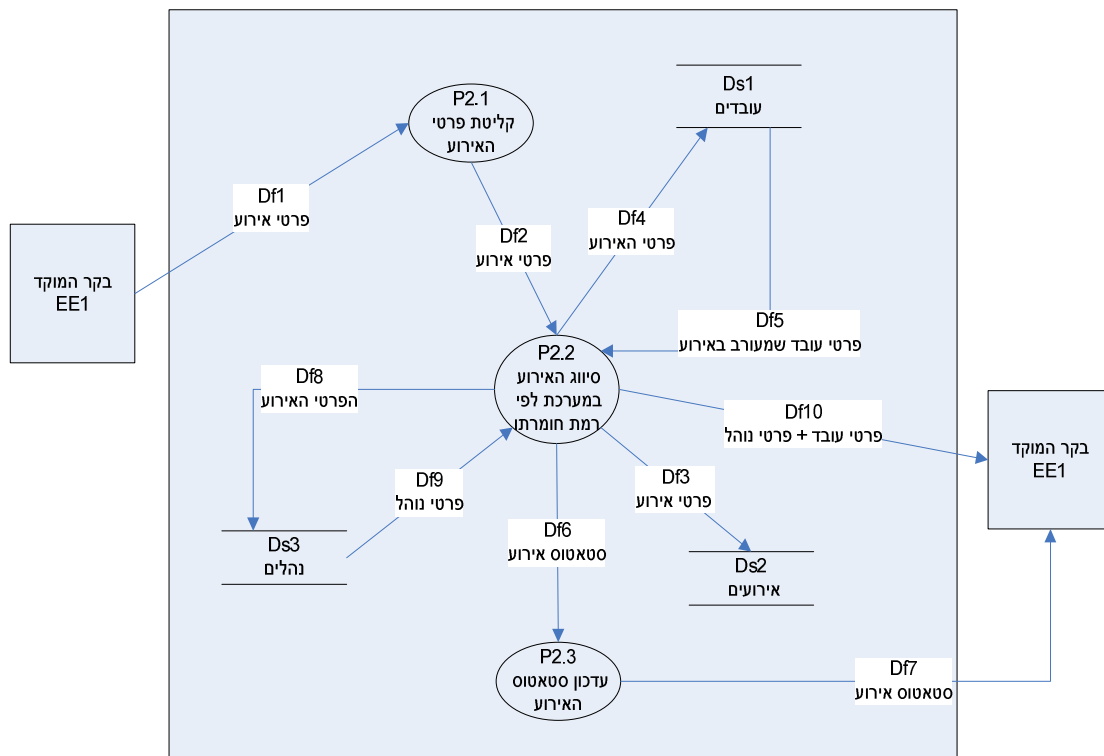 P2.1
קליטת פרטי
האירוע
Ds1
עובדים
Df1
פרטי אירוע
Df2
פרטי אירוע
Df4
פרטי האירוע
בקר המוקד
EE1
Df5
פרטי עובד שמעורב באירוע
P2.2
סיווג האירוע
במערכת לפי
רמת חומרתו
Df8
הפרטי האירוע
Df10
פרטי עובד + פרטי נוהל
בקר המוקד
EE1
Df9
פרטי נוהל
Df3
פרטי אירוע
Df6
סטאטוס אירוע
Ds3
נהלים
Ds2
אירועים
P2.3
עדכון סטאטוס
האירוע
Df7
סטאטוס אירוע